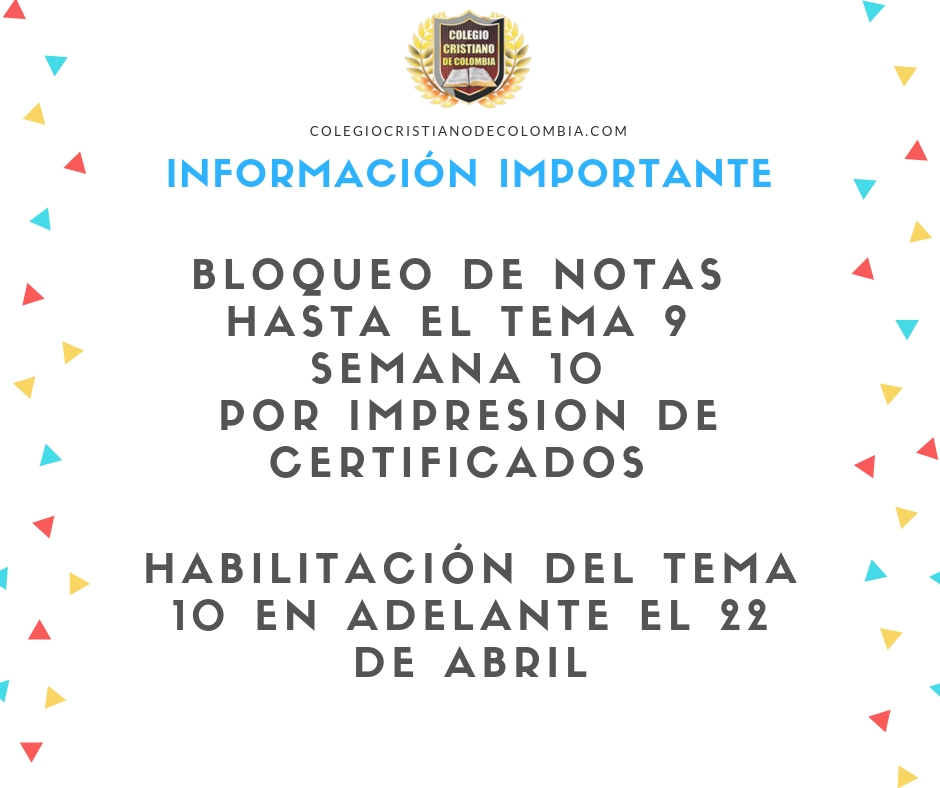 COLEGIO
CRISTIANO
DE COLOMBIA
COLEGIOCRISTIANODECOLOMBIA.COM
INFORMACIÓN IMPORTANTE
BLOQUEO DE NOTAS
HASTA EL TEMA 9
SEMANA 10
POR IMPRESION DE
CERTIFICADOS
HABILITACIÓN DEL TEMA
10 EN ADELANTE EL 22
DE ABRIL